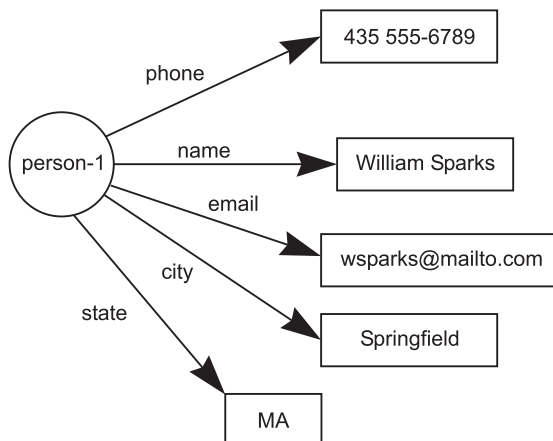 435 555-6789
phone
person-1
name
William Sparks
email
wsparks@mailto.com
city
Springfield
state
MA